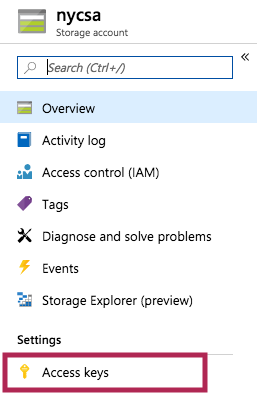 nycsa
Storage account
«
Search (Ctrl+/)
Overview
Activity log
Access control (IAM)
Tags
Diagnose and solve problems
Events
Storage Explorer (preview)
Settings
Access keys